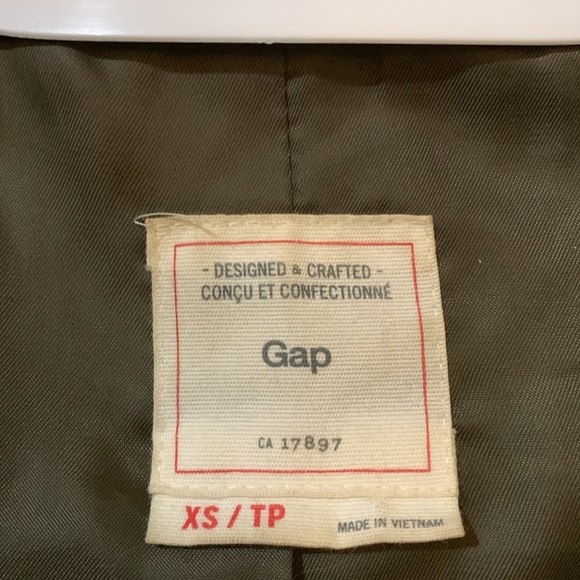 - DESIGNED & CRAFTED -
CONÇU ET CONFECTIONNÉ
Gap
CA 17897
XS / TP
MADE IN VIETNAM